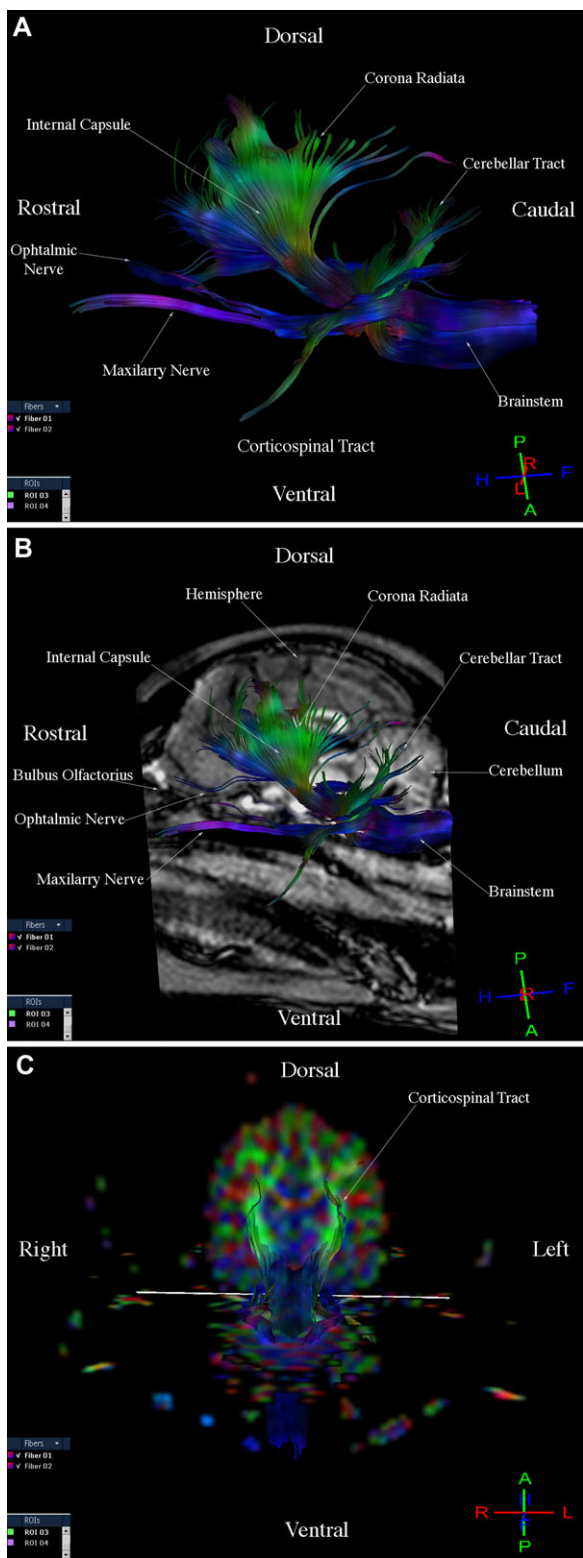 A
Dorsal
Corona Radiata
Internal Capsule
Cerebellar Tract
Rostral
Caudal
Ophtalmic
Nerve
Maxilarry Nerve
Brainstem
Corticospinal Tract
Ventral
Fibers
Fiber 01
Fiber 02
ROIs
ROI 03
ROI 04
P
R
H
F
L
A
B
Dorsal
Hemisphere
Corona Radiata
Internal Capsule
Cerebellar Tract
Rostral
Caudal
Bulbus Olfactorius
Cerebellum
Ophtalmic Nerve
Maxilarry Nerve
Brainstem
Ventral
Fibers
Fiber 01
Fiber 02
ROIs
ROI 03
ROI 04
P
H
R
F
A
C
Dorsal
Corticospinal Tract
Right
Left
Ventral
Fibers
Fiber 01
Fiber 02
ROIs
ROI 03
ROI 04
A
H
R
L
F
P